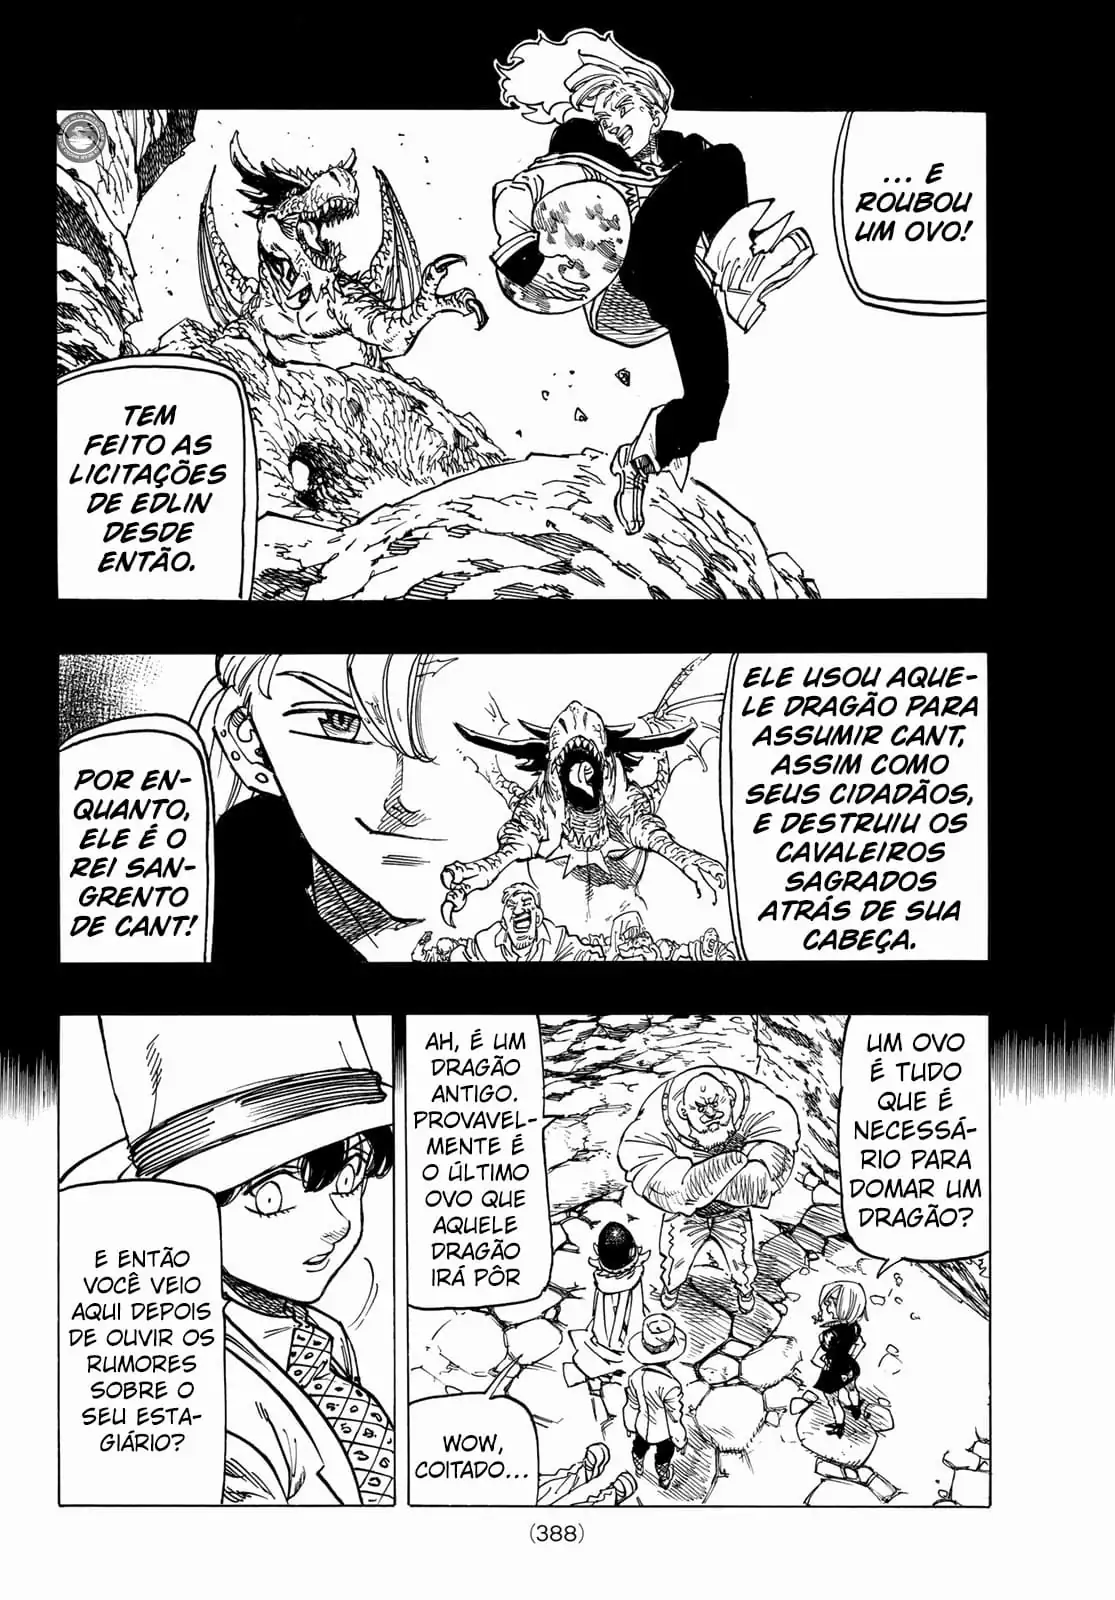 ... E
ROUBOU
UM OVO!
TEM
FEITO AS
LICITAÇÕES
DE EDLIN
DESDE
ENTÃO.
ELE USOU AQUE-
LE DRAGÃO PARA
ASSUMIR CANT,
ASSIM COMO
SEUS CIDADÃOS,
E DESTRUIU OS
CAVALEIROS
SAGRADOS
ATRÁS DE SUA
CABEÇA.
POR EN-
QUANTO,
ELE É O
REI SAN-
GRENTO
DE CANT!
UM OVO
É TUDO
QUE É
NECESSÁ-
RIO PARA
DOMAR UM
DRAGÃO?
AH, É UM
DRAGÃO
ANTIGO.
PROVAVEL-
MENTE É
O ÚLTIMO
OVO QUE
AQUELE
DRAGÃO
IRÁ PÔR
WOW,
COITADO...
E ENTÃO
VOCÊ VEIO
AQUI DEPOIS
DE OUVIR OS
RUMORES
SOBRE O
SEU ESTA-
GIÁRIO?
(388)